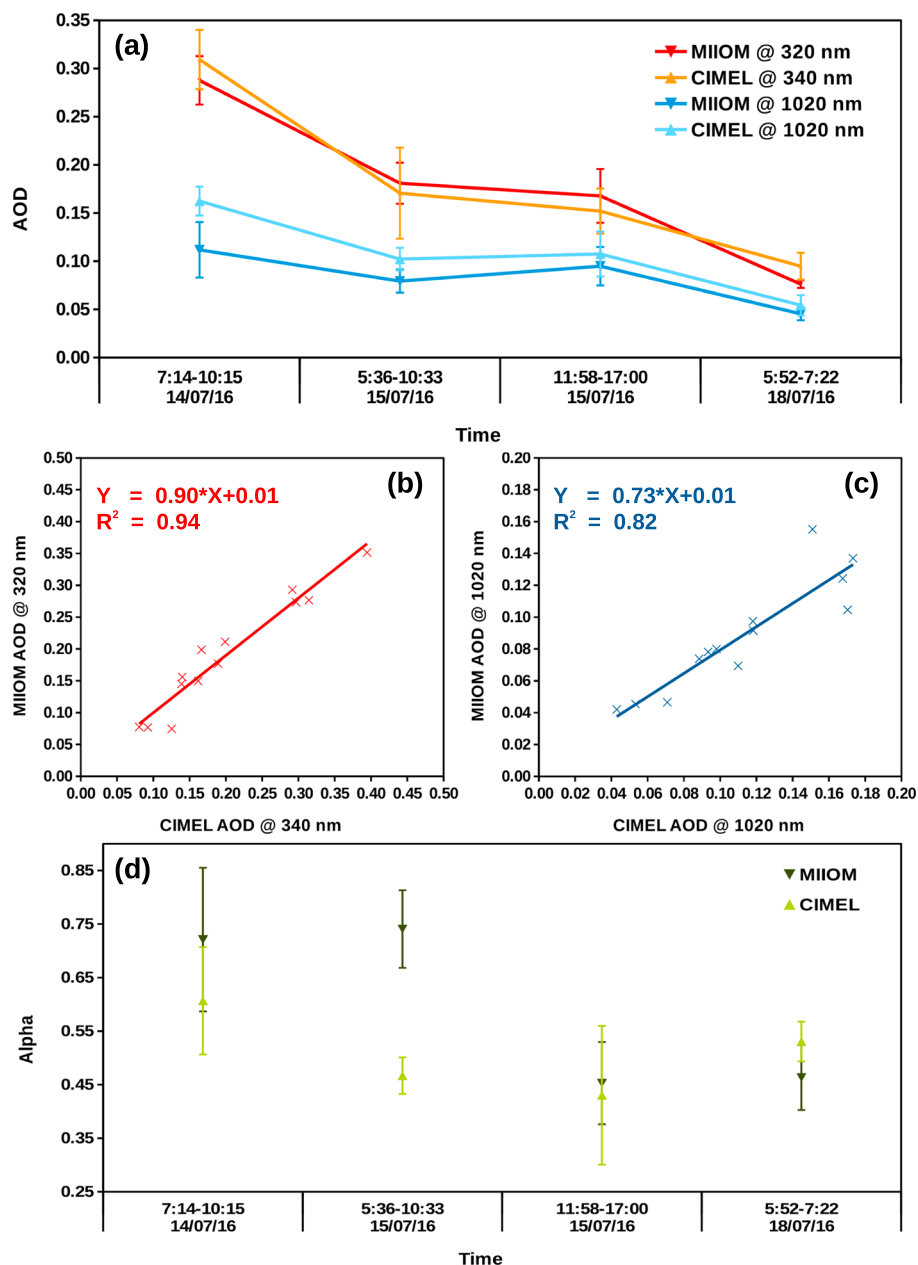 (a)
MIIOM @ 320 nm
CIMEL @ 340 nm
MIIOM @ 1020 nm
CIMEL @ 1020 nm
AOD
0.35
0.30
0.25
0.20
0.15
0.10
0.05
0.00
7:14-10:15 5:36-10:33 11:58-17:00 5:52-7:22
14/07/16 15/07/16 15/07/16 18/07/16
Time
(b)
Y = 0.90*X+0.01
R² = 0.94
MIIOM AOD @ 320 nm
0.50
0.45
0.40
0.35
0.30
0.25
0.20
0.15
0.10
0.05
0.00
0.00 0.05 0.10 0.15 0.20 0.25 0.30 0.35 0.40 0.45 0.50
CIMEL AOD @ 340 nm
(c)
Y = 0.73*X+0.01
R² = 0.82
MIIOM AOD @ 1020 nm
0.20
0.18
0.16
0.14
0.12
0.10
0.08
0.06
0.04
0.02
0.00
0.00 0.02 0.04 0.06 0.08 0.10 0.12 0.14 0.16 0.18 0.20
CIMEL AOD @ 1020 nm
(d)
MIIOM
CIMEL
Alpha
0.85
0.75
0.65
0.55
0.45
0.35
0.25
7:14-10:15 5:36-10:33 11:58-17:00 5:52-7:22
14/07/16 15/07/16 15/07/16 18/07/16
Time